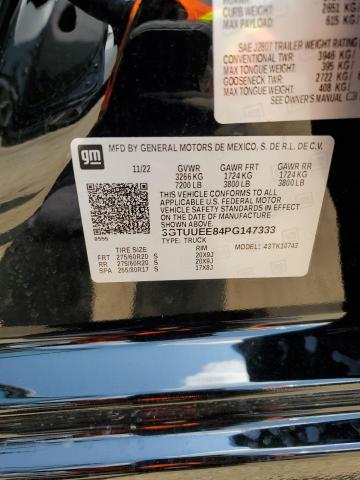 CURB WEIGHT 2651 KG
MAX PAYLOAD 615 KG
SAE J2807 TRAILER WEIGHT RATING
CONVENTIONAL TWR 3946 KG
MAX TONGUE WEIGHT 395 KG
GOOSENECK TWR 2722 KG
MAX TONGUE WEIGHT 408 KG
SEE OWNER'S MANUAL
gm
MFD BY GENERAL MOTORS DE MEXICO, S. DE R.L. DE C.V.
11/22 GVWR GAWR FRT GAWR RR
3266 KG 1724 KG 1724 KG
7200 LB 3800 LB 3800 LB
THIS VEHICLE CONFORMS TO ALL
APPLICABLE U.S. FEDERAL MOTOR
VEHICLE SAFETY STANDARDS IN
EFFECT ON THE DATE OF
MANUFACTURE SHOWN ABOVE.
3GTUUEE84PG147333
TYPE: TRUCK
TIRE SIZE RIM MODEL: 43TK10743
FRT 275/60R20 S 20X9J
RR 275/60R20 S 20X9J
SPA 255/80R17 S 17X8J